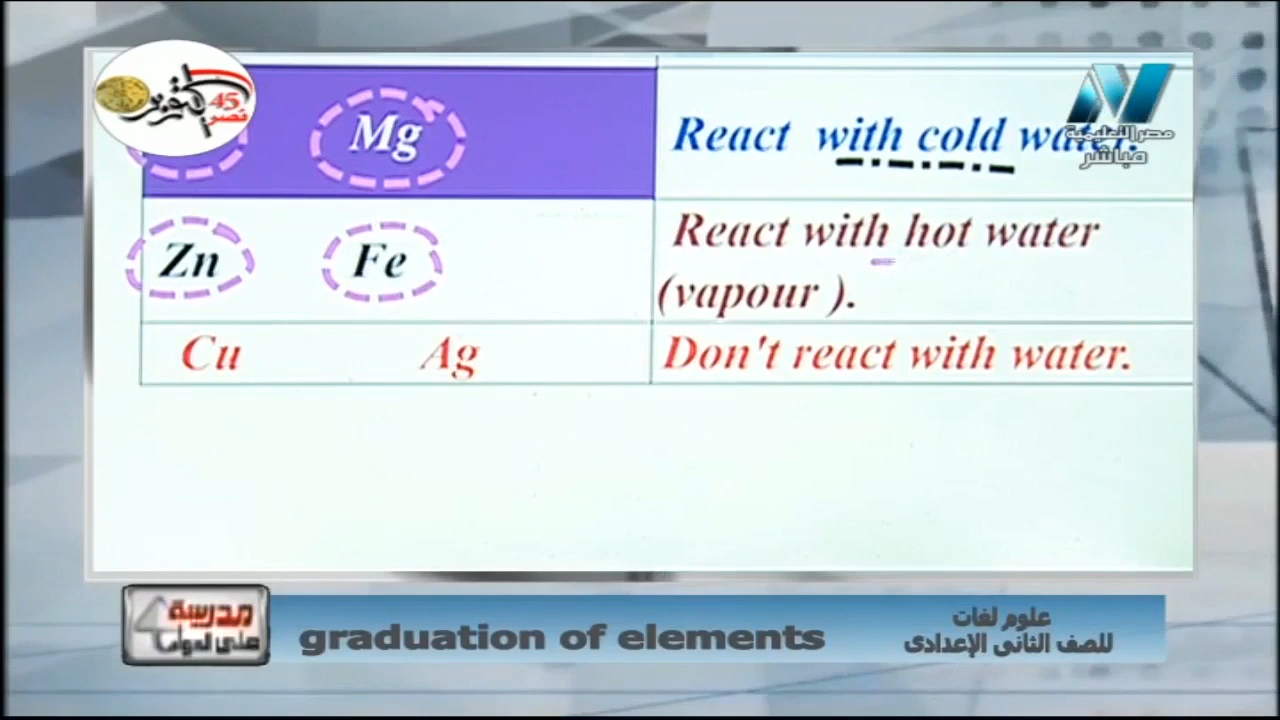 45
نصر
Mg
React with cold water.
مصر التعليمية
مباشر
Zn Fe
React with hot water
(vapour ).
Cu Ag
Don't react with water.
مدرسة
على الهواء
graduation of elements
علوم لغات
للصف الثانى الإعدادى